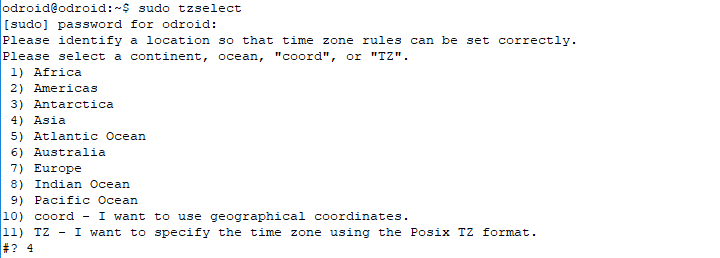 odroid@odroid:~$ sudo tzselect
[sudo] password for odroid:
Please identify a location so that time zone rules can be set correctly.
Please select a continent, ocean, "coord", or "TZ".
 1) Africa
 2) Americas
 3) Antarctica
 4) Asia
 5) Atlantic Ocean
 6) Australia
 7) Europe
 8) Indian Ocean
 9) Pacific Ocean
10) coord - I want to use geographical coordinates.
11) TZ - I want to specify the time zone using the Posix TZ format.
#? 4